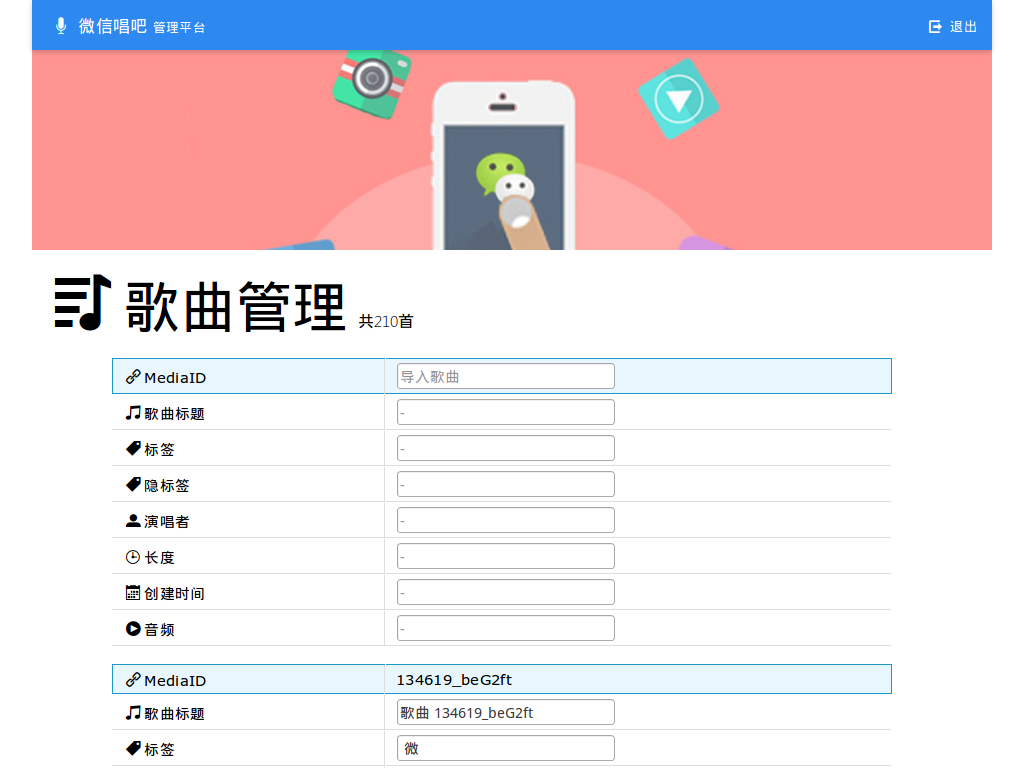 微信唱吧 管理平台 退出
歌曲管理 共210首
MediaID 导入歌曲
歌曲标题 -
标签 -
隐标签 -
演唱者 -
长度 -
创建时间 -
音频 -
MediaID 134619_beG2ft
歌曲标题 歌曲 134619_beG2ft
标签 微